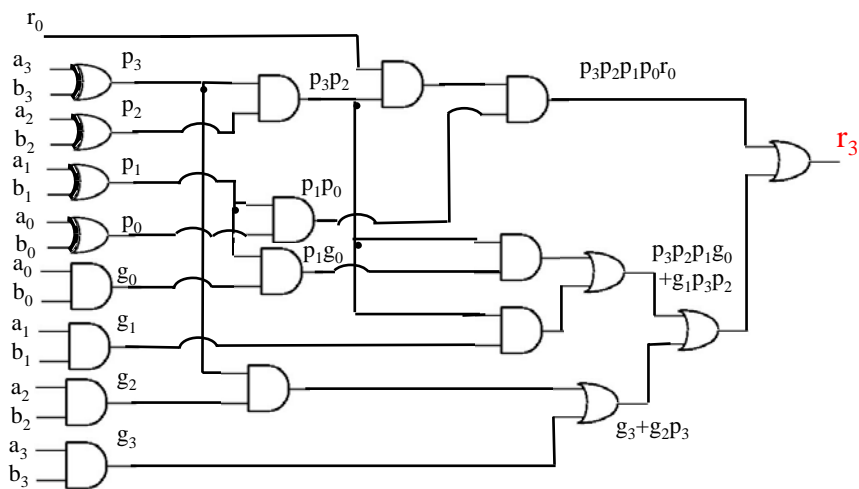 r₀
a₃
b₃
p₃
a₂
b₂
p₂
a₁
b₁
p₁
a₀
b₀
p₀
a₀
b₀
g₀
a₁
b₁
g₁
a₂
b₂
g₂
a₃
b₃
g₃
p₃p₂
p₁p₀
p₁g₀
p₃p₂p₁p₀r₀
r₃
p₃p₂p₁g₀
+g₁p₃p₂
g₃+g₂p₃